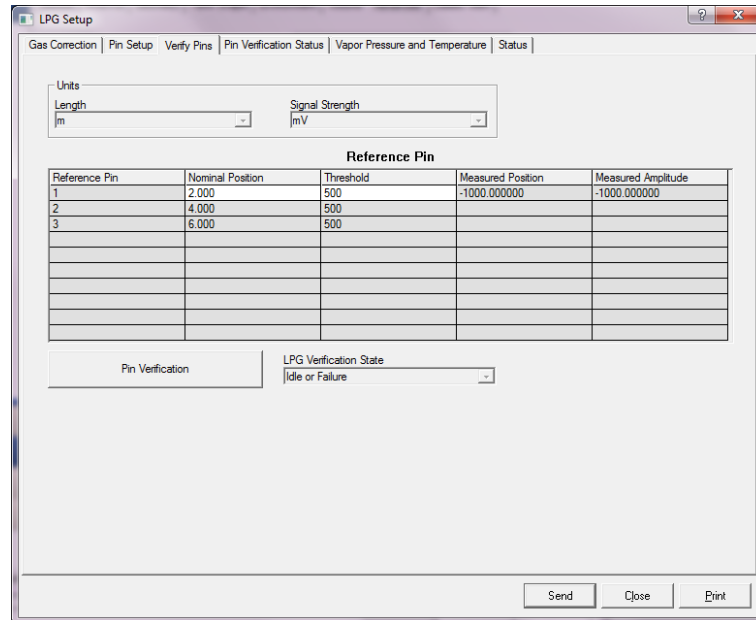 LPG Setup
Gas Correction Pin Setup Verify Pins Pin Verification Status Vapor Pressure and Temperature Status
Units
Length Signal Strength
m mV
Reference Pin
Reference Pin Nominal Position Threshold Measured Position Measured Amplitude
1 2.000 500 -1000.000000 -1000.000000
2 4.000 500
3 6.000 500
Pin Verification
LPG Verification State
Idle or Failure
Send Close Print